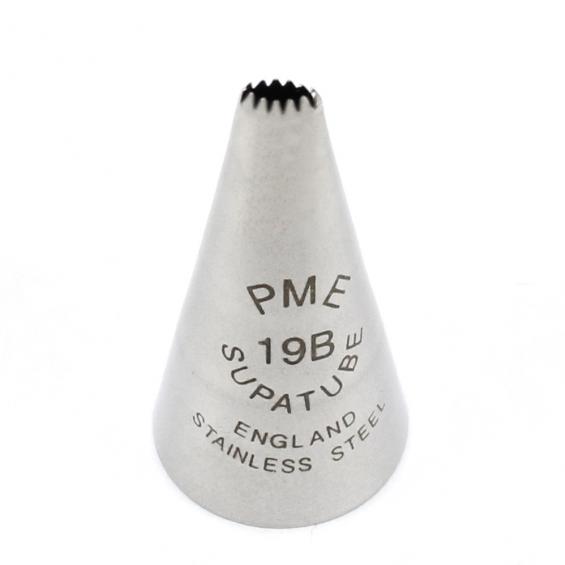 PME
19B
SUPATUBE
ENGLAND
STAINLESS STEEL